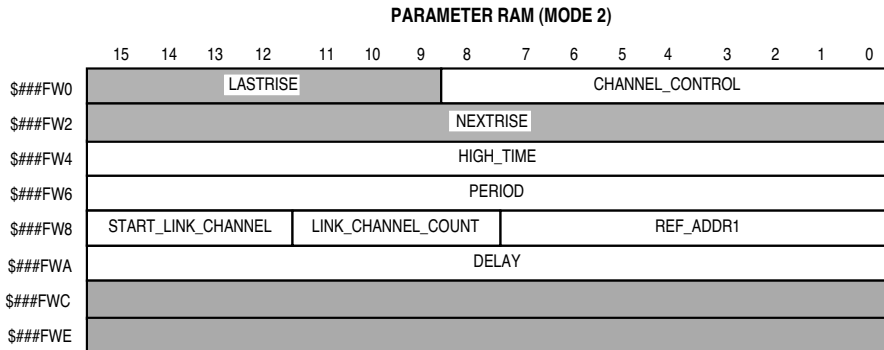 PARAMETER RAM (MODE 2)
15 14 13 12 11 10 9 8 7 6 5 4 3 2 1 0
$###FW0 LASTRISE CHANNEL_CONTROL
$###FW2 NEXTRISE
$###FW4 HIGH_TIME
$###FW6 PERIOD
$###FW8 START_LINK_CHANNEL LINK_CHANNEL_COUNT REF_ADDR1
$###FWA DELAY
$###FWC
$###FWE